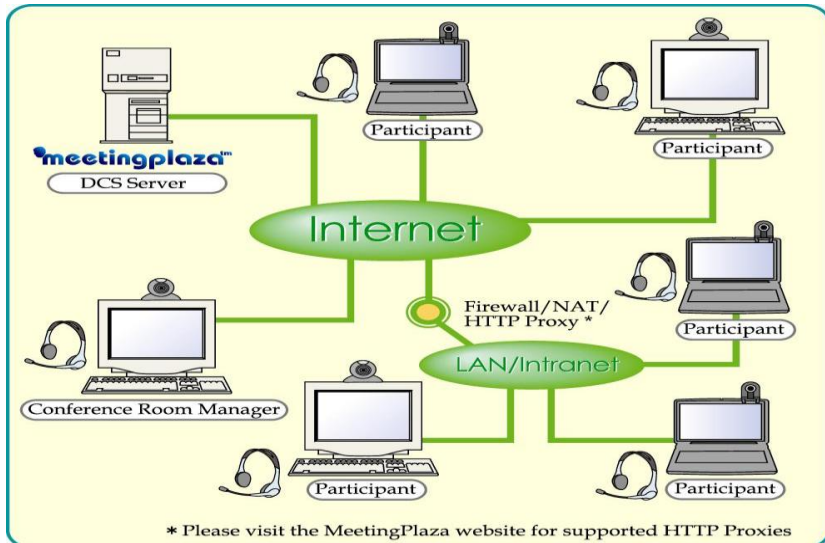 Participant
Participant
meetingplaza™
DCS Server
Internet
Firewall/NAT/
HTTP Proxy *
Participant
LAN/Intranet
Conference Room Manager
Participant
Participant
* Please visit the MeetingPlaza website for supported HTTP Proxies